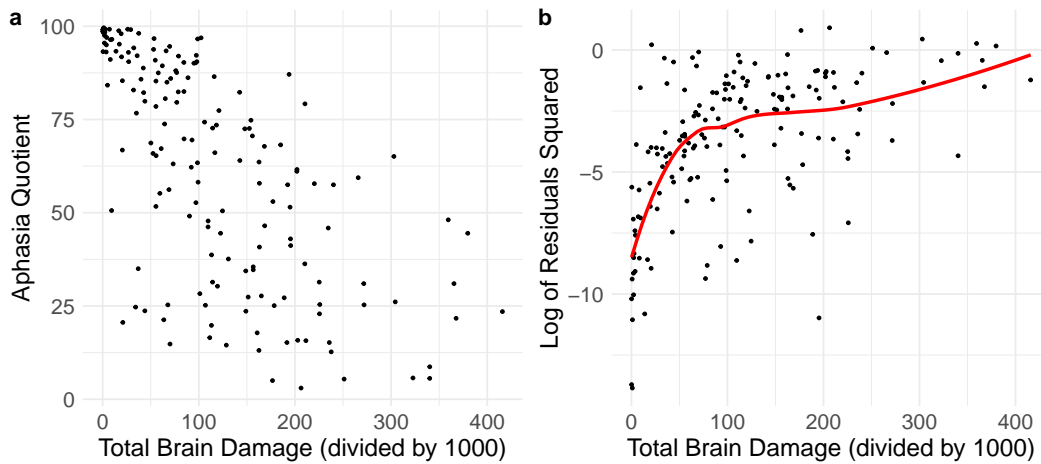 a
100
75
50
25
0
Aphasia Quotient
0 100 200 300 400
Total Brain Damage (divided by 1000)
b
0
−5
−10
Log of Residuals Squared
0 100 200 300 400
Total Brain Damage (divided by 1000)